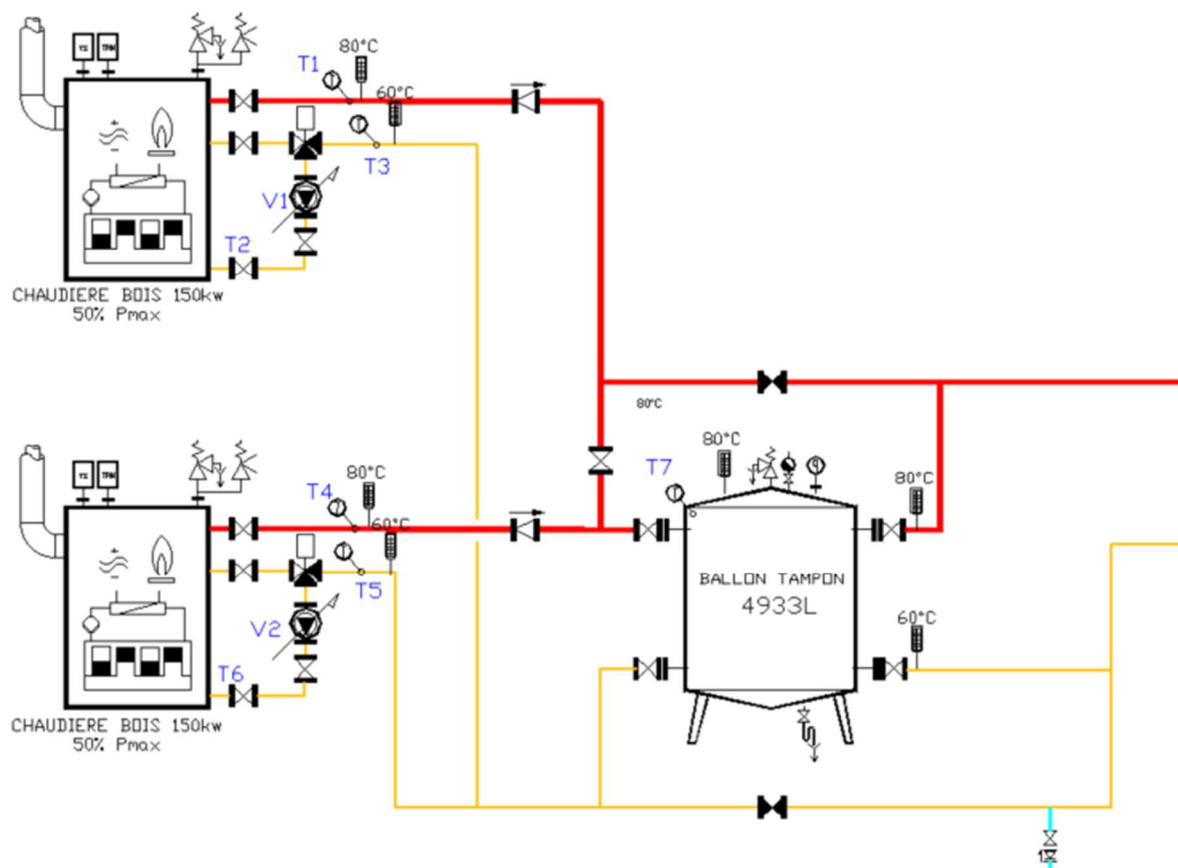 80°C
T1
60°C
T3
V1
T2
CHAUDIERE BOIS 150kw
50% Pmax
80°C
80°C
80°C
T7
T4
80°C
60°C
T5
BALLON TAMPON
4933L
V2
60°C
T6
CHAUDIERE BOIS 150kw
50% Pmax